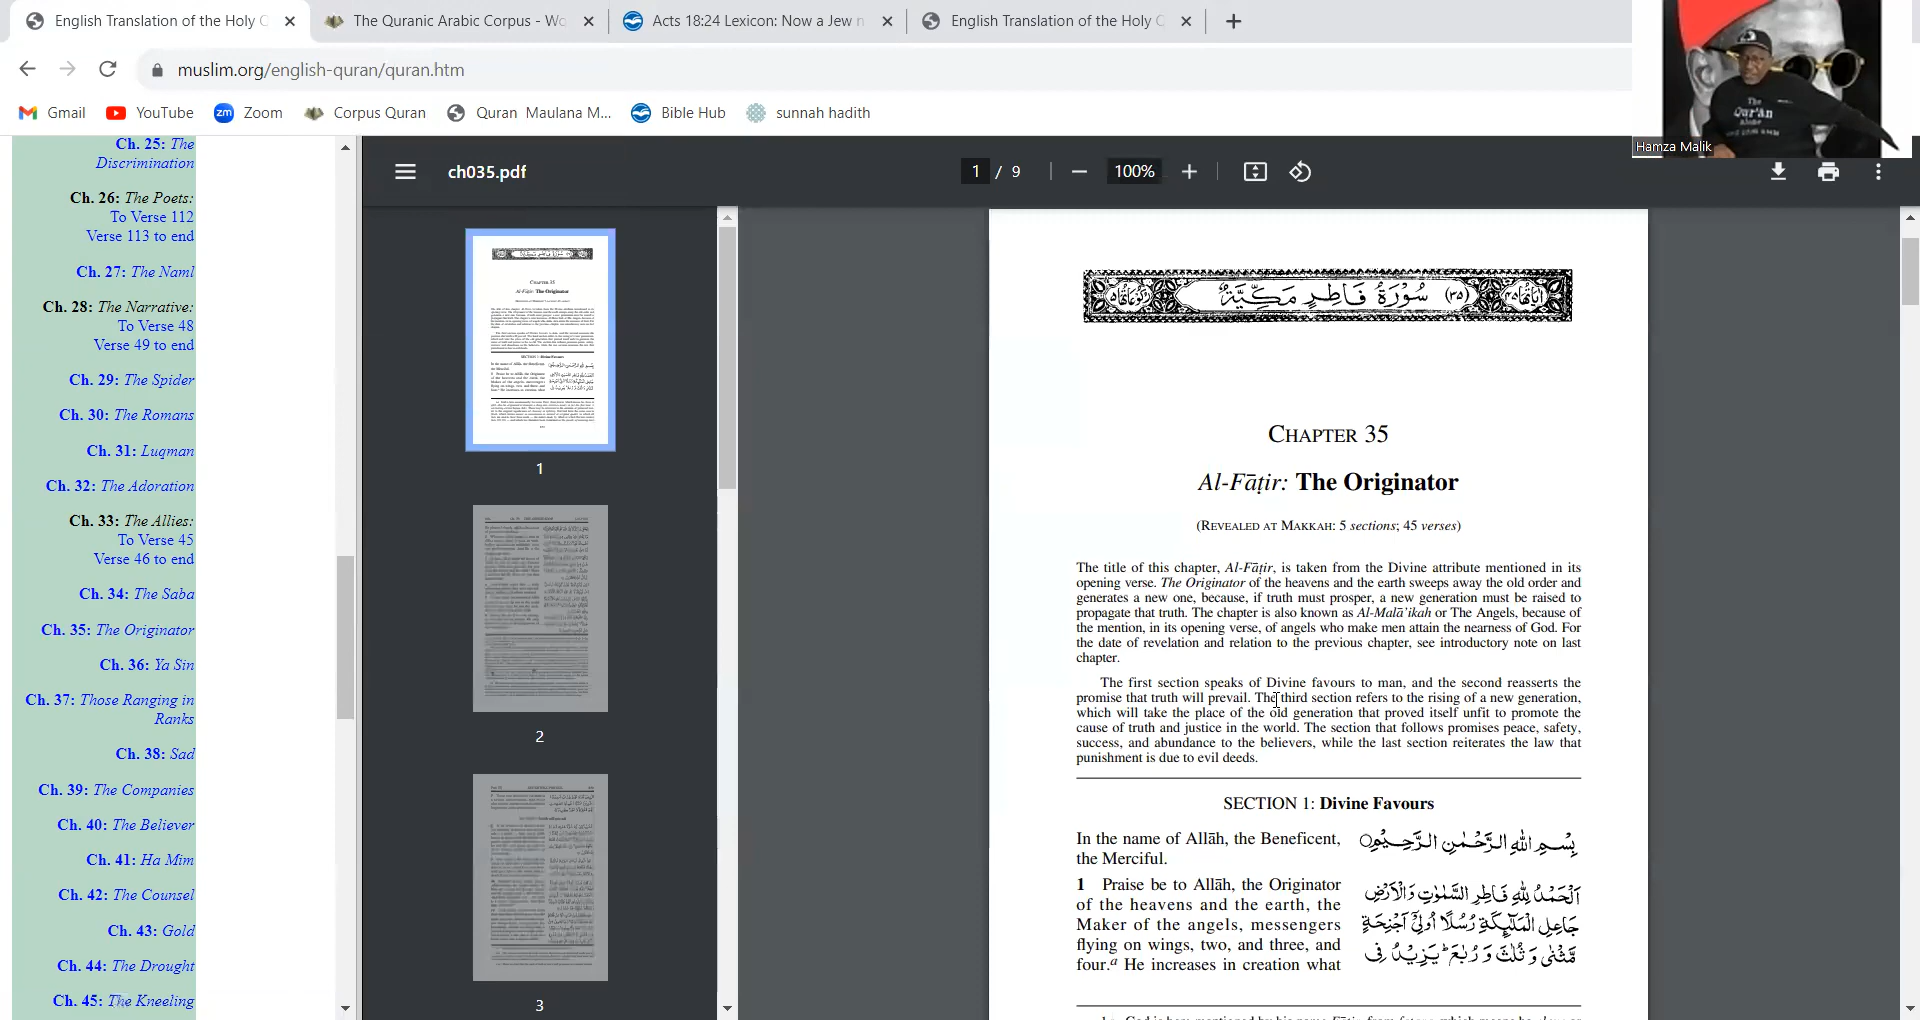 English Translation of the Holy Q
The Quranic Arabic Corpus - Wo
Acts 18:24 Lexicon: Now a Jew n
English Translation of the Holy Q
muslim.org/english-quran/quran.htm
Gmail
YouTube
zm Zoom
Corpus Quran
Quran Maulana M...
Bible Hub
sunnah hadith
The
Qur'an
Alone
Hamza Malik
Ch. 25: The
Discrimination
Ch. 26: The Poets:
To Verse 112
Verse 113 to end
Ch. 27: The Naml
Ch. 28: The Narrative:
To Verse 48
Verse 49 to end
Ch. 29: The Spider
Ch. 30: The Romans
Ch. 31: Luqman
Ch. 32: The Adoration
Ch. 33: The Allies:
To Verse 45
Verse 46 to end
Ch. 34: The Saba
Ch. 35: The Originator
Ch. 36: Ya Sin
Ch. 37: Those Ranging in
Ranks
Ch. 38: Sad
Ch. 39: The Companies
Ch. 40: The Believer
Ch. 41: Ha Mim
Ch. 42: The Counsel
Ch. 43: Gold
Ch. 44: The Drought
Ch. 45: The Kneeling
ch035.pdf
1 / 9
100%
CHAPTER 35
Al-Fāṭir: The Originator
1
2
3
سُوْرَةُ فَاطِرٍ مَكِّيَّةٌ (٣٥)
CHAPTER 35
Al-Fāṭir: The Originator
(REVEALED AT MAKKAH: 5 sections; 45 verses)
The title of this chapter, Al-Fāṭir, is taken from the Divine attribute mentioned in its
opening verse. The Originator of the heavens and the earth sweeps away the old order and
generates a new one, because, if truth must prosper, a new generation must be raised to
propagate that truth. The chapter is also known as Al-Malā’ikah or The Angels, because of
the mention, in its opening verse, of angels who make men attain the nearness of God. For
the date of revelation and relation to the previous chapter, see introductory note on last
chapter.
The first section speaks of Divine favours to man, and the second reasserts the
promise that truth will prevail. The third section refers to the rising of a new generation,
which will take the place of the old generation that proved itself unfit to promote the
cause of truth and justice in the world. The section that follows promises peace, safety,
success, and abundance to the believers, while the last section reiterates the law that
punishment is due to evil deeds.
SECTION 1: Divine Favours
In the name of Allāh, the Beneficent,
the Merciful.
بِسْمِ اللهِ الرَّحْمٰنِ الرَّحِيْمِ
1 Praise be to Allāh, the Originator
of the heavens and the earth, the
Maker of the angels, messengers
flying on wings, two, and three, and
four.a He increases in creation what
اَلْحَمْدُ لِلّٰهِ فَاطِرِ السَّمٰوٰتِ وَالْاَرْضِ
جَاعِلِ الْمَلٰٓئِكَةِ رُسُلًا اُولِيْٓ اَجْنِحَةٍ
مَّثْنٰى وَ ثُلٰثَ وَ رُبٰعَ ؕ يَزِيْدُ فِى